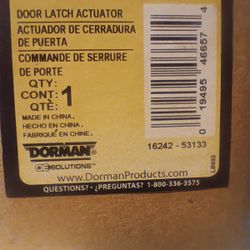 DOOR LATCH ACTUATOR
ACTUADOR DE CERRADURA
DE PUERTA
COMMANDE DE SERRURE
DE PORTE
QTY:
CONT: 1
QTÉ:
MADE IN CHINA.
HECHO EN CHINA.
FABRIQUÉ EN CHINE.
DORMAN®
OE SOLUTIONS™
0 19495 46657 4
16242 - 53133
LB892
www.DormanProducts.com
QUESTIONS? • ¿PREGUNTAS? 1-800-336-3575